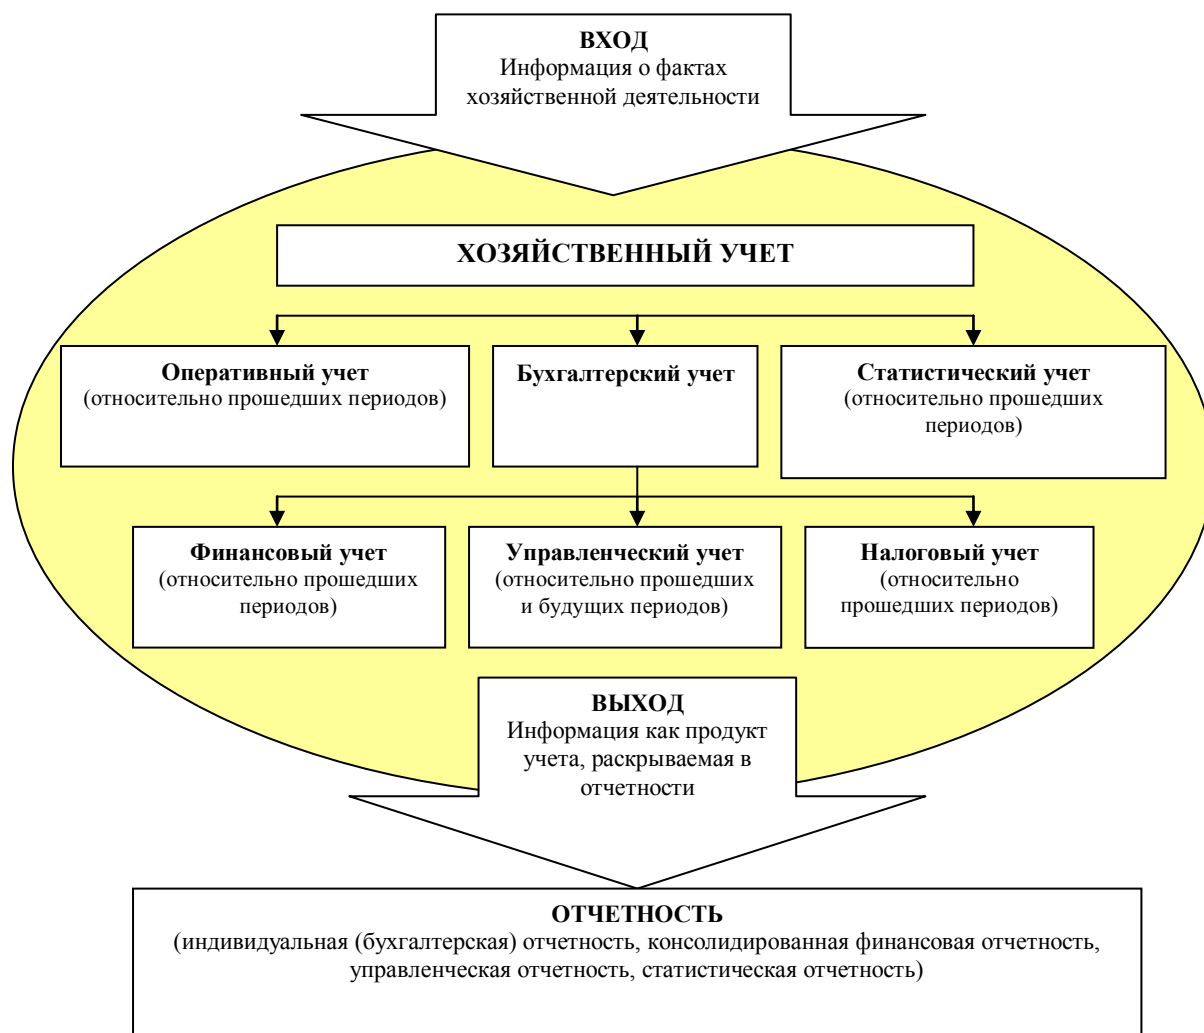 ВХОД
Информация о фактах
хозяйственной деятельности
ХОЗЯЙСТВЕННЫЙ УЧЕТ
Оперативный учет
(относительно прошедших периодов)
Бухгалтерский учет
Статистический учет
(относительно прошедших
периодов)
Финансовый учет
(относительно прошедших
периодов)
Управленческий учет
(относительно прошедших
и будущих периодов)
Налоговый учет
(относительно
прошедших периодов)
ВЫХОД
Информация как продукт
учета, раскрываемая в
отчетности
ОТЧЕТНОСТЬ
(индивидуальная (бухгалтерская) отчетность, консолидированная финансовая отчетность,
управленческая отчетность, статистическая отчетность)